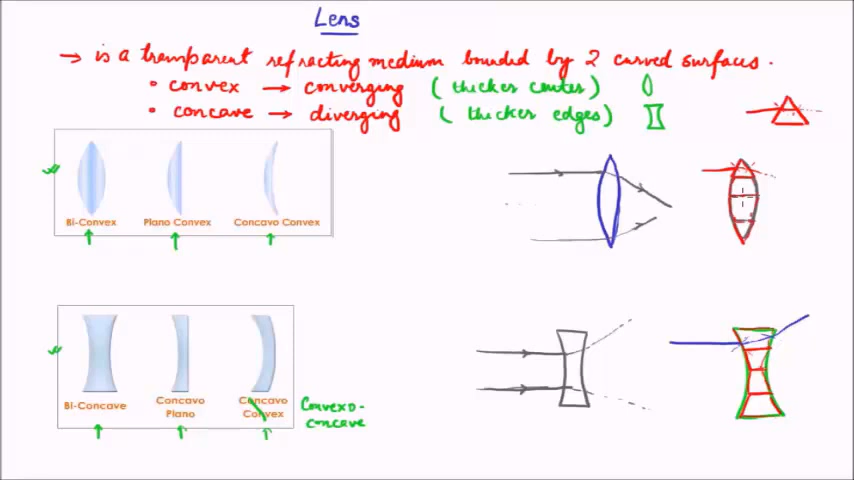 Lens
→ is a transparent refracting medium bounded by 2 curved surfaces.
• convex → converging (thicker center)
• concave → diverging (thicker edges)
Bi-Convex Plano Convex Concavo Convex
Bi-Concave Concavo Plano Concavo Convex Convexo-concave